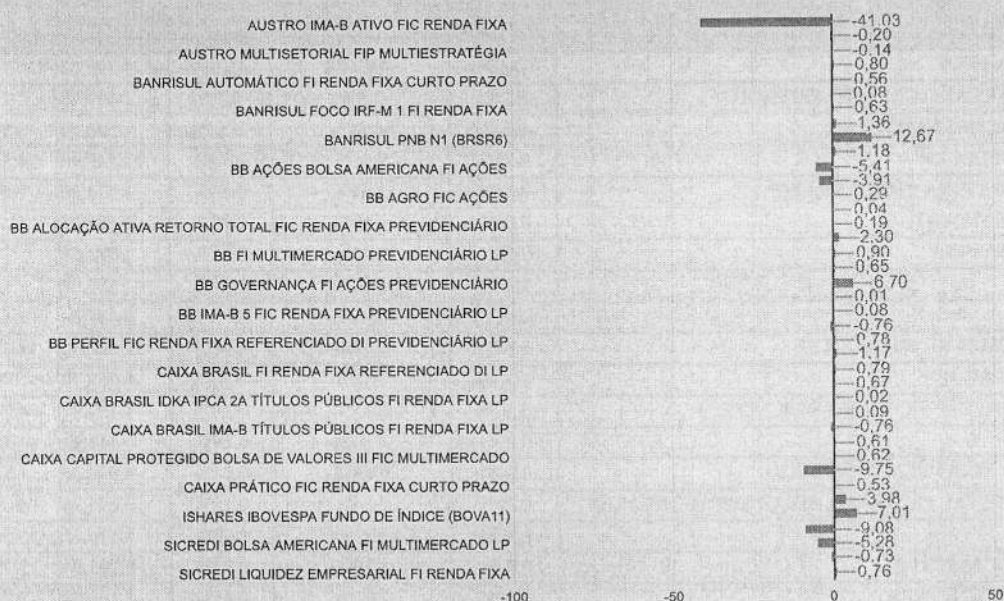 AUSTRO IMA-B ATIVO FIC RENDA FIXA -41,03
-0,20
AUSTRO MULTISETORIAL FIP MULTIESTRATÉGIA -0,14
0,80
BANRISUL AUTOMÁTICO FI RENDA FIXA CURTO PRAZO 0,56
0,08
BANRISUL FOCO IRF-M 1 FI RENDA FIXA 0,63
1,36
BANRISUL PNB N1 (BRSR6) 12,67
1,18
BB AÇÕES BOLSA AMERICANA FI AÇÕES -5,41
-3,91
BB AGRO FIC AÇÕES 0,29
0,04
BB ALOCAÇÃO ATIVA RETORNO TOTAL FIC RENDA FIXA PREVIDENCIÁRIO 0,19
2,30
BB FI MULTIMERCADO PREVIDENCIÁRIO LP 0,90
0,65
BB GOVERNANÇA FI AÇÕES PREVIDENCIÁRIO 6,70
0,01
BB IMA-B 5 FIC RENDA FIXA PREVIDENCIÁRIO LP 0,08
-0,76
BB PERFIL FIC RENDA FIXA REFERENCIADO DI PREVIDENCIÁRIO LP 0,78
1,17
CAIXA BRASIL FI RENDA FIXA REFERENCIADO DI LP 0,79
0,67
CAIXA BRASIL IDKA IPCA 2A TÍTULOS PÚBLICOS FI RENDA FIXA LP 0,02
0,09
CAIXA BRASIL IMA-B TÍTULOS PÚBLICOS FI RENDA FIXA LP -0,76
0,61
CAIXA CAPITAL PROTEGIDO BOLSA DE VALORES III FIC MULTIMERCADO 0,62
-9,75
CAIXA PRÁTICO FIC RENDA FIXA CURTO PRAZO 0,53
3,98
ISHARES IBOVESPA FUNDO DE ÍNDICE (BOVA11) 7,01
-9,08
SICREDI BOLSA AMERICANA FI MULTIMERCADO LP -5,28
-0,73
SICREDI LIQUIDEZ EMPRESARIAL FI RENDA FIXA 0,76
-100 -50 0 50